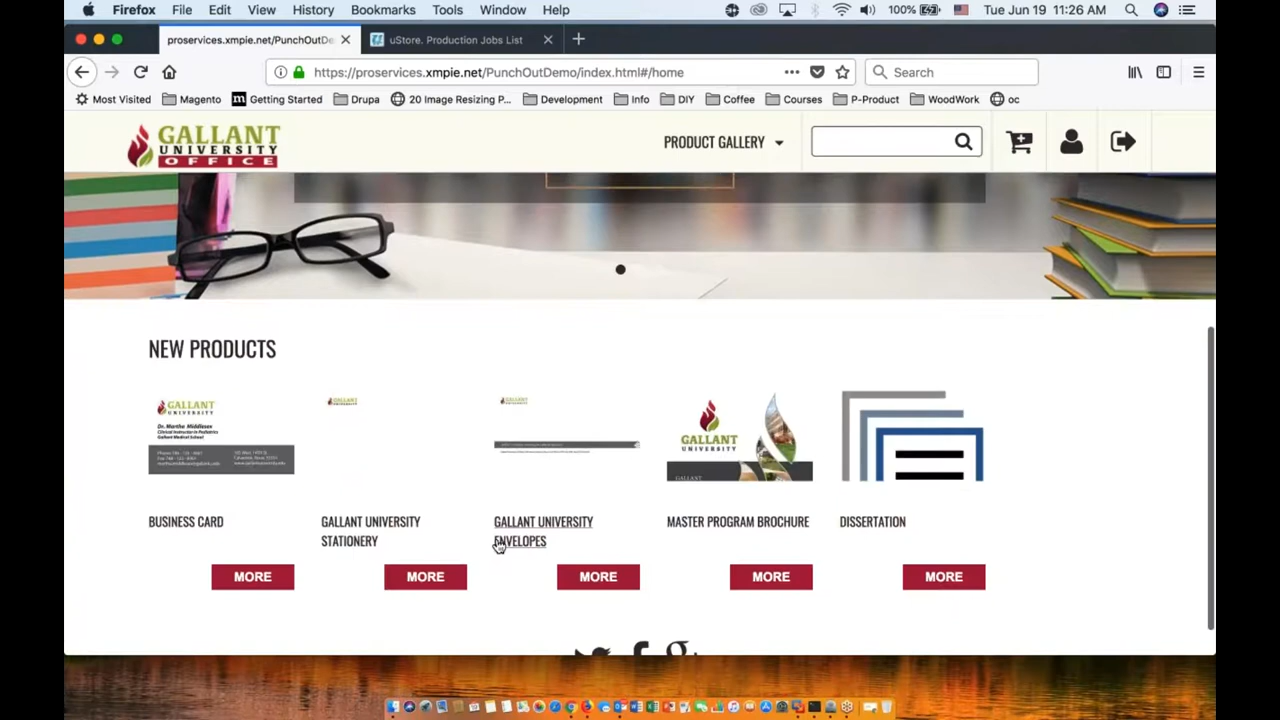 Firefox File Edit View History Bookmarks Tools Window Help 100% Tue Jun 19 11:26 AM
proservices.xmpie.net/PunchOutDe uStore. Production Jobs List
https://proservices.xmpie.net/PunchOutDemo/index.html#/home Search
Most Visited Magento Getting Started Drupa 20 Image Resizing P... Development Info DIY Coffee Courses P-Product WoodWork oc
GALLANT
UNIVERSITY
OFFICE
PRODUCT GALLERY
NEW PRODUCTS
GALLANT
UNIVERSITY
Dr. Martha Middleses
Clinical Instructor in Pediatrics
Gallant Medical School
GALLANT
GALLANT
GALLANT
UNIVERSITY
GALLANT
BUSINESS CARD
GALLANT UNIVERSITY
STATIONERY
GALLANT UNIVERSITY
ENVELOPES
MASTER PROGRAM BROCHURE
DISSERTATION
MORE MORE MORE MORE MORE